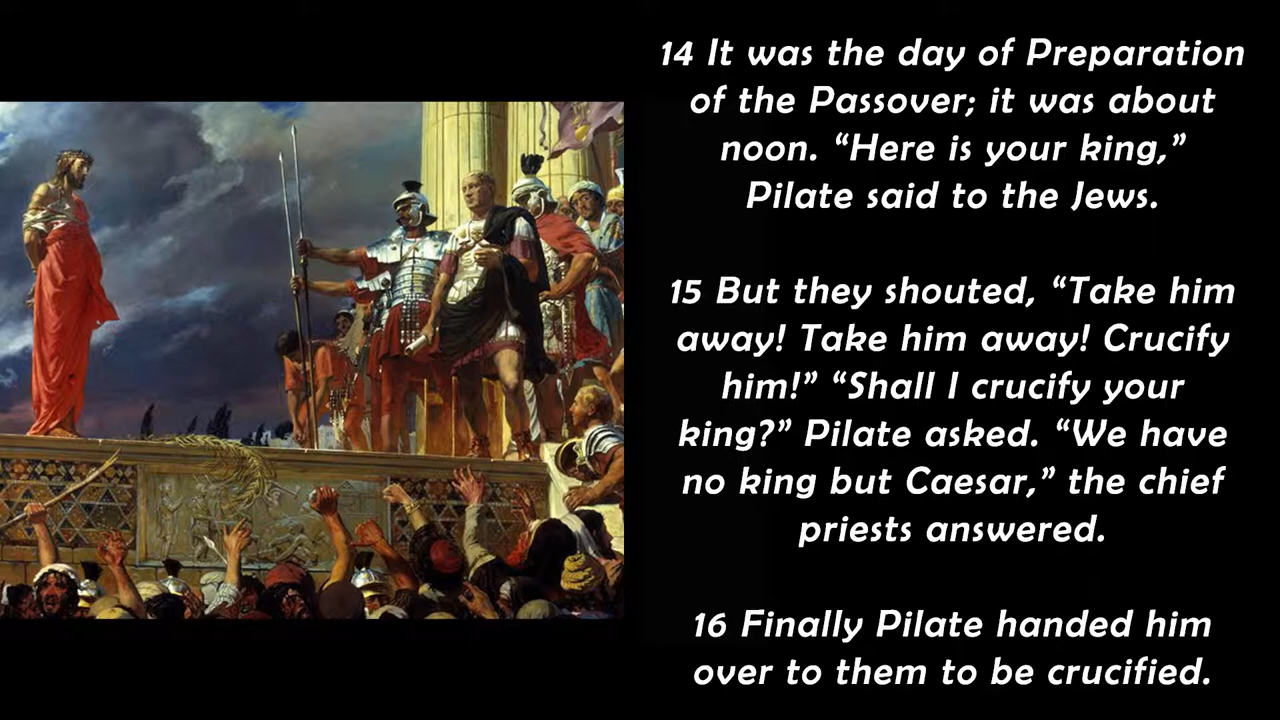 14 It was the day of Preparation
of the Passover; it was about
noon. “Here is your king,”
Pilate said to the Jews.
15 But they shouted, “Take him
away! Take him away! Crucify
him!” “Shall I crucify your
king?” Pilate asked. “We have
no king but Caesar,” the chief
priests answered.
16 Finally Pilate handed him
over to them to be crucified.